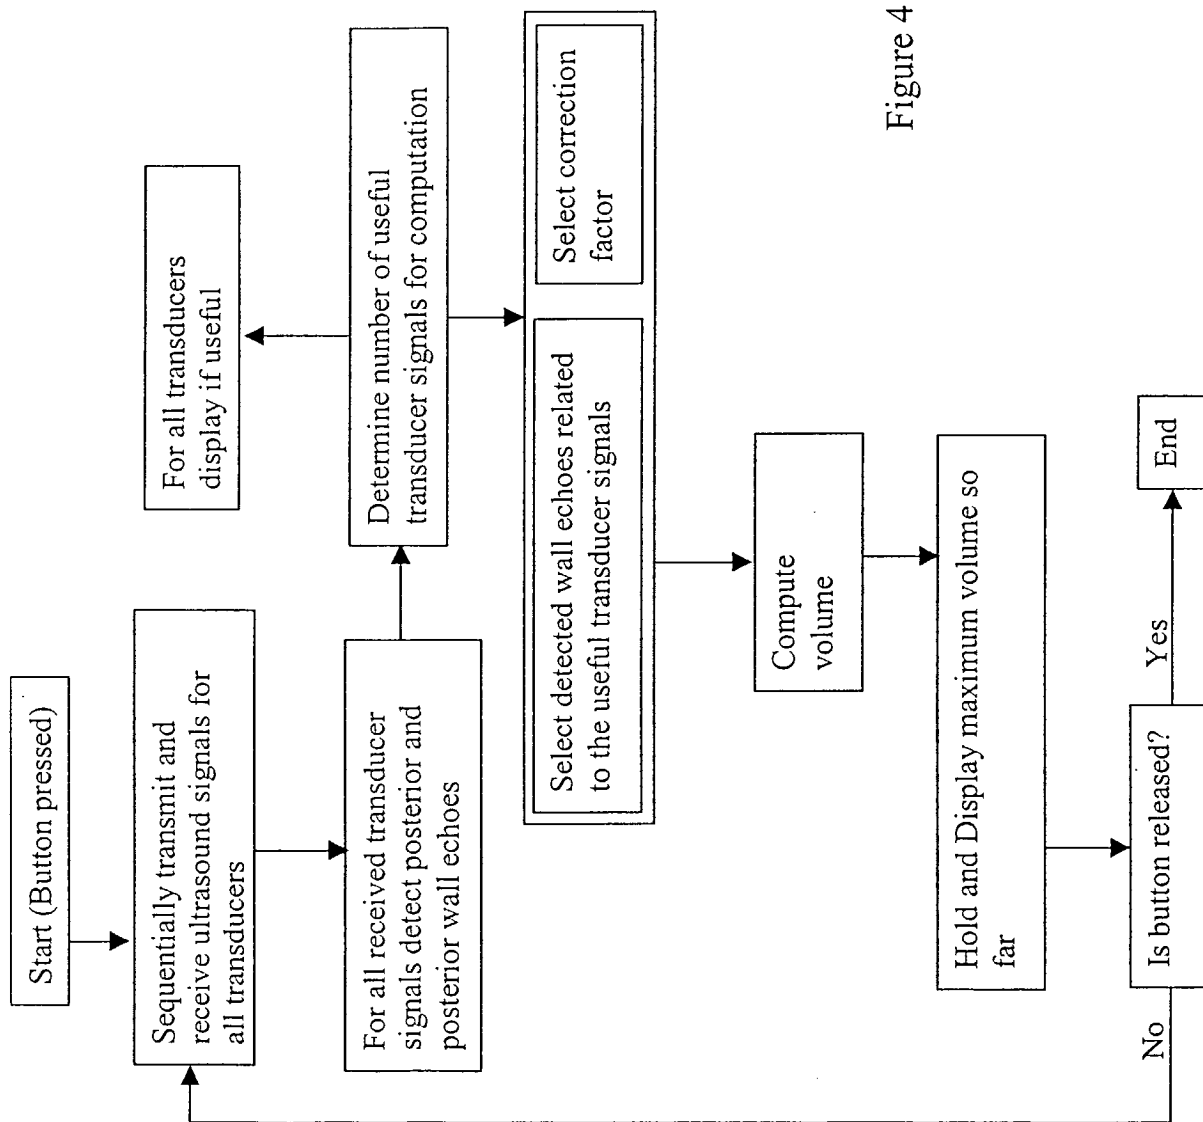 Start (Button pressed)
Sequentially transmit and
receive ultrasound signals for
all transducers
For all received transducer
signals detect posterior and
posterior wall echoes
For all transducers
display if useful
Determine number of useful
transducer signals for computation
Select detected wall echoes related
to the useful transducer signals
Select correction
factor
Compute
volume
Hold and Display maximum volume so
far
Is button released?
No
Yes
End
Figure 4